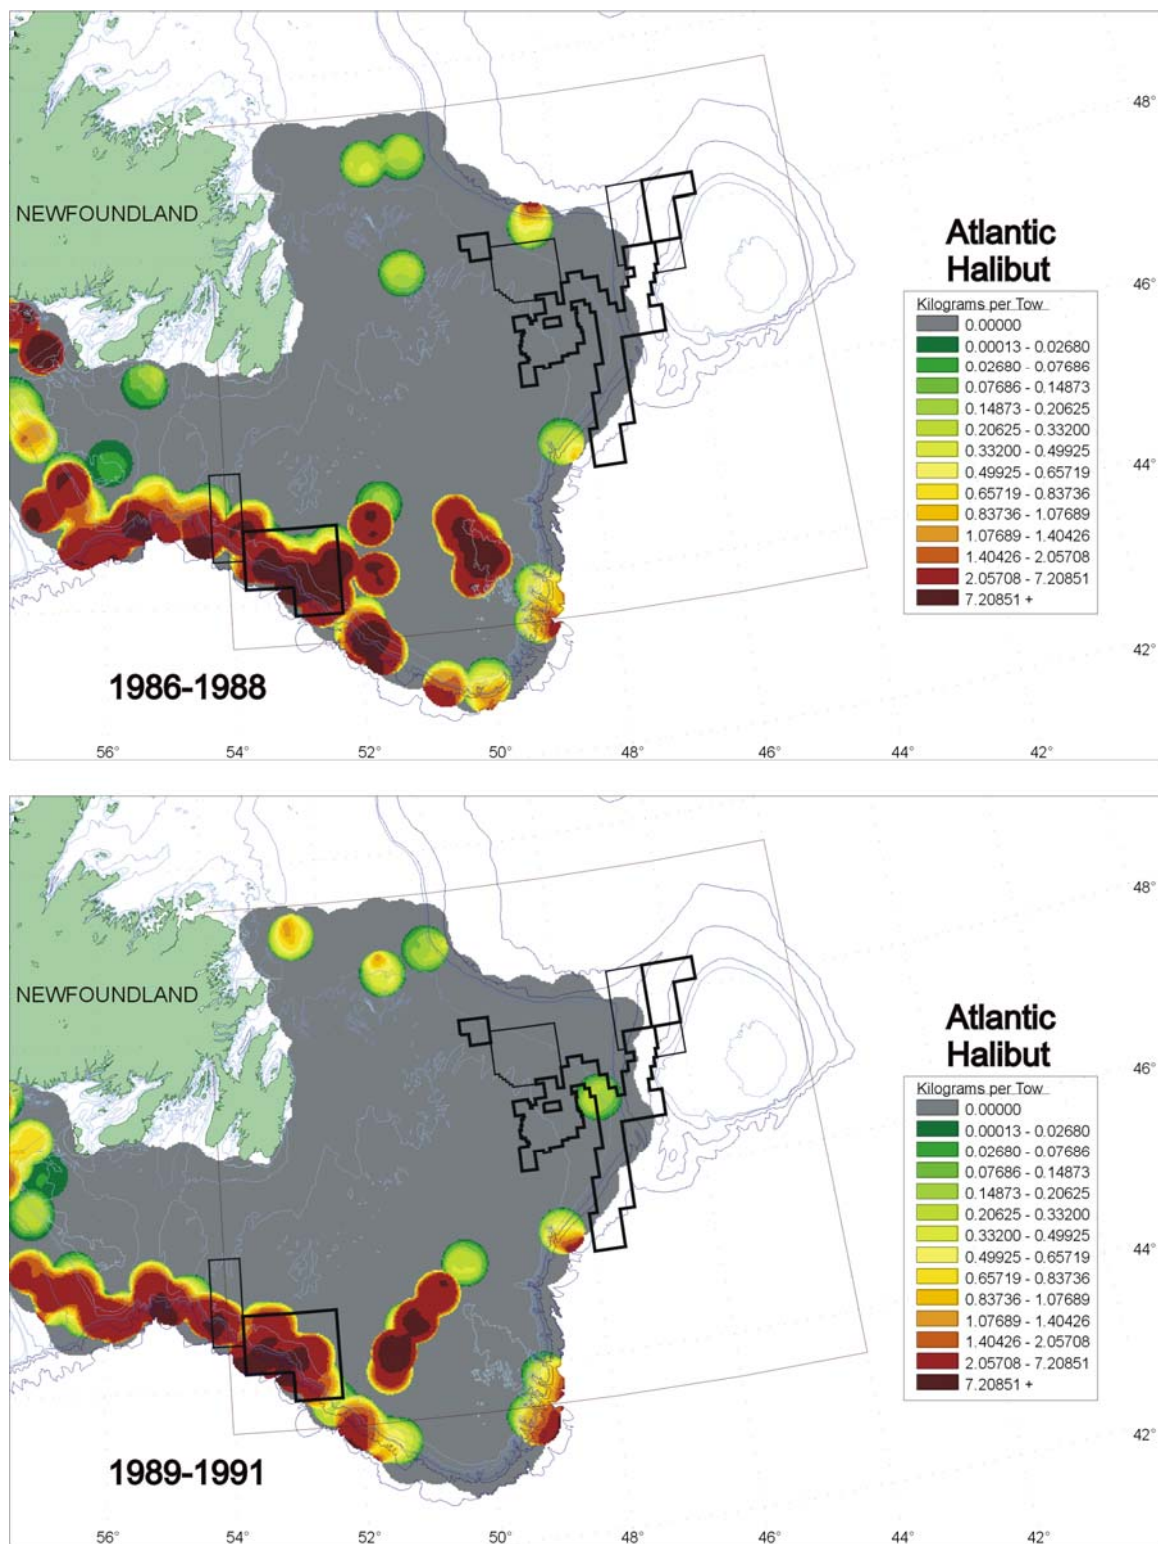 48°
NEWFOUNDLAND
Atlantic
Halibut
46°
Kilograms per Tow
0.00000
0.00013 - 0.02680
0.02680 - 0.07686
0.07686 - 0.14873
0.14873 - 0.20625
0.20625 - 0.33200
0.33200 - 0.49925
0.49925 - 0.65719
0.65719 - 0.83736
0.83736 - 1.07689
1.07689 - 1.40426
1.40426 - 2.05708
2.05708 - 7.20851
7.20851 +
44°
42°
1986-1988
56°
54°
52°
50°
48°
46°
44°
42°
48°
NEWFOUNDLAND
Atlantic
Halibut
46°
Kilograms per Tow
0.00000
0.00013 - 0.02680
0.02680 - 0.07686
0.07686 - 0.14873
0.14873 - 0.20625
0.20625 - 0.33200
0.33200 - 0.49925
0.49925 - 0.65719
0.65719 - 0.83736
0.83736 - 1.07689
1.07689 - 1.40426
1.40426 - 2.05708
2.05708 - 7.20851
7.20851 +
44°
42°
1989-1991
56°
54°
52°
50°
48°
46°
44°
42°